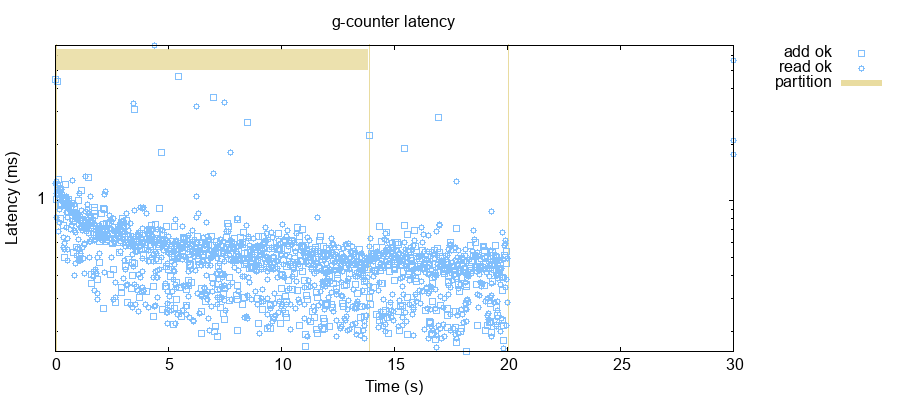 g-counter latency
add ok
read ok
partition
Latency (ms)
1
0 5 10 15 20 25 30
Time (s)